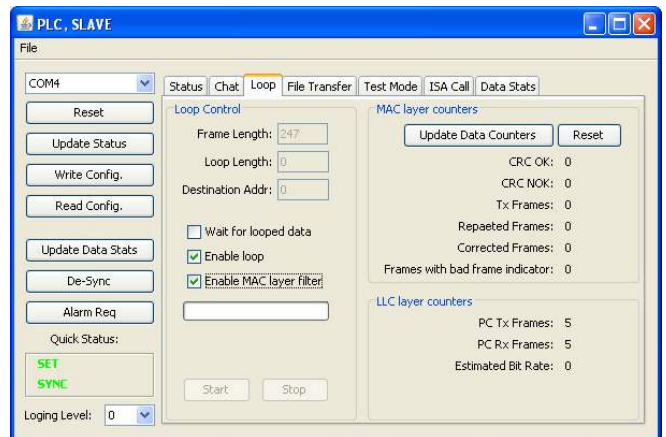 PLC, SLAVE
File
COM4
Reset
Update Status
Write Config.
Read Config.
Update Data Stats
De-Sync
Alarm Req
Quick Status:
SET
SYNC
Loging Level: 0
Status Chat Loop File Transfer Test Mode ISA Call Data Stats
Loop Control
Frame Length: 247
Loop Length: 0
Destination Addr: 0
Wait for looped data
Enable loop
Enable MAC layer filter
Start Stop
MAC layer counters
Update Data Counters Reset
CRC OK: 0
CRC NOK: 0
Tx Frames: 0
Repaeted Frames: 0
Corrected Frames: 0
Frames with bad frame indicator: 0
LLC layer counters
PC Tx Frames: 5
PC Rx Frames: 5
Estimated Bit Rate: 0